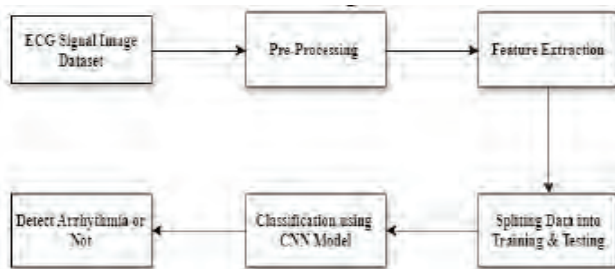 ECG Signal Image
Dataset
Pre-Processing
Feature Extraction
Spliting Data into
Training & Testing
Classification using
CNN Model
Detect Arrhythmia or
Not